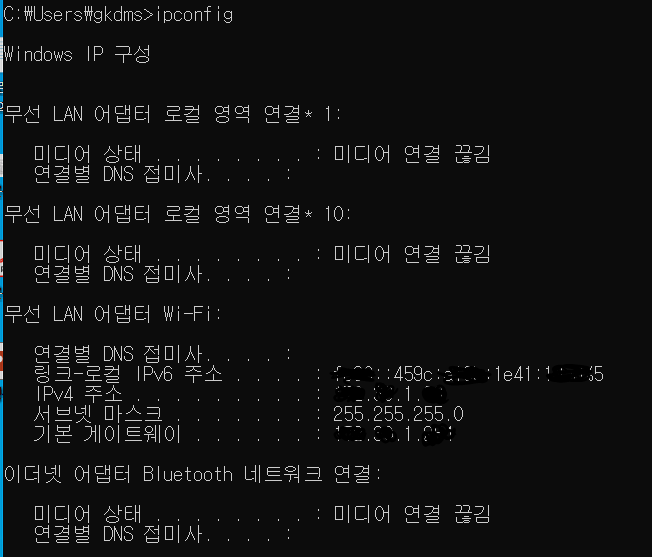 C:\Users\gkdms>ipconfig
Windows IP 구성
무선 LAN 어댑터 로컬 영역 연결* 1:
미디어 상태 . . . . . . . . : 미디어 연결 끊김
연결별 DNS 접미사. . . . :
무선 LAN 어댑터 로컬 영역 연결* 10:
미디어 상태 . . . . . . . . : 미디어 연결 끊김
연결별 DNS 접미사. . . . :
무선 LAN 어댑터 Wi-Fi:
연결별 DNS 접미사. . . . :
링크-로컬 IPv6 주소 . . . . : 459c: 1e41:
IPv4 주소 . . . . . . . . . : .1.
서브넷 마스크 . . . . . . . : 255.255.255.0
기본 게이트웨이 . . . . . . : .1.
이더넷 어댑터 Bluetooth 네트워크 연결:
미디어 상태 . . . . . . . . : 미디어 연결 끊김
연결별 DNS 접미사. . . . :